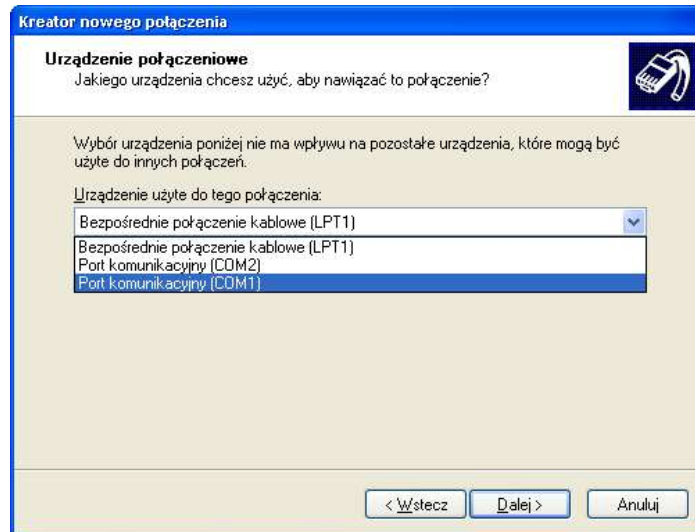 Kreator nowego połączenia
Urządzenie połączeniowe
Jakiego urządzenia chcesz użyć, aby nawiązać to połączenie?
Wybór urządzenia poniżej nie ma wpływu na pozostałe urządzenia, które mogą być
użyte do innych połączeń.
Urządzenie użyte do tego połączenia:
Bezpośrednie połączenie kablowe (LPT1)
Bezpośrednie połączenie kablowe (LPT1)
Port komunikacyjny (COM2)
Port komunikacyjny (COM1)
< Wstecz Dalej > Anuluj